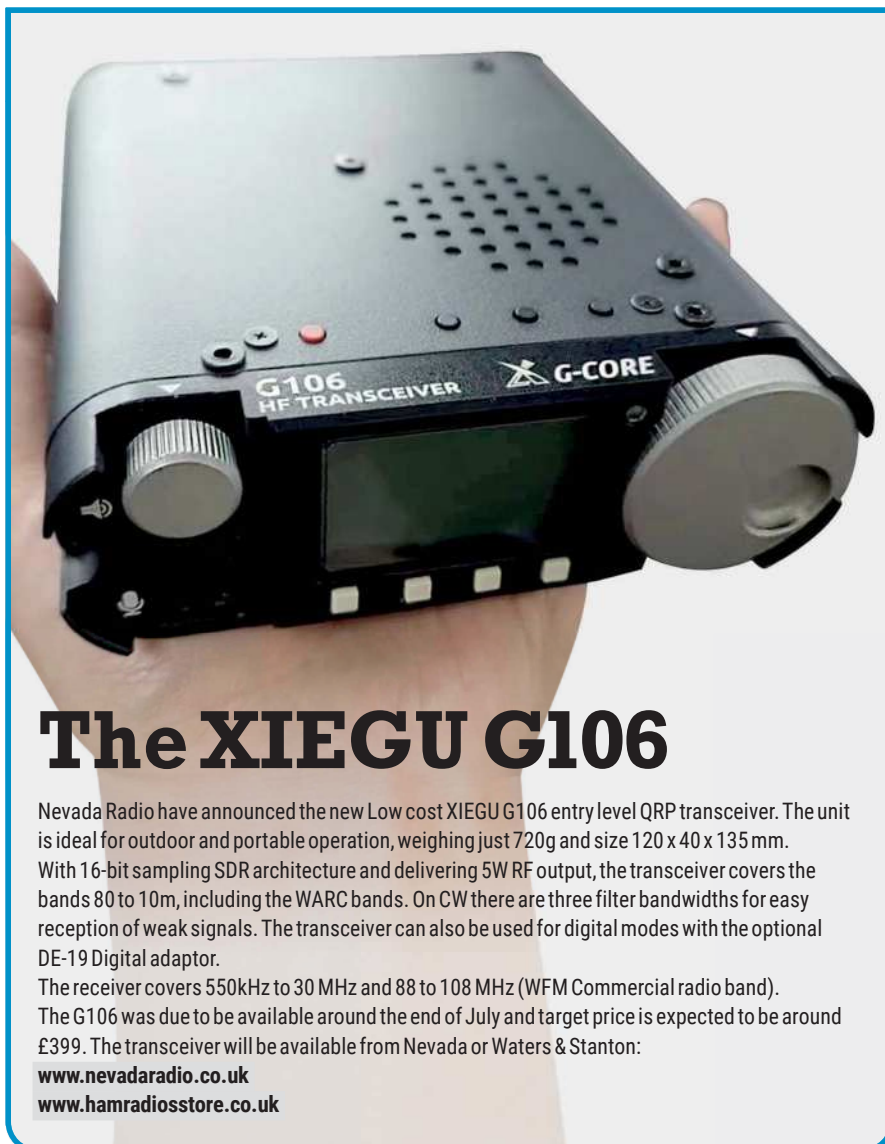 G106
HF TRANSCEIVER
G-CORE
The XIEGU G106
Nevada Radio have announced the new Low cost XIEGU G106 entry level QRP transceiver. The unit
is ideal for outdoor and portable operation, weighing just 720g and size 120 x 40 x 135 mm.
With 16-bit sampling SDR architecture and delivering 5W RF output, the transceiver covers the
bands 80 to 10m, including the WARC bands. On CW there are three filter bandwidths for easy
reception of weak signals. The transceiver can also be used for digital modes with the optional
DE-19 Digital adaptor.
The receiver covers 550kHz to 30 MHz and 88 to 108 MHz (WFM Commercial radio band).
The G106 was due to be available around the end of July and target price is expected to be around
£399. The transceiver will be available from Nevada or Waters & Stanton:
www.nevadaradio.co.uk
www.hamradiosstore.co.uk